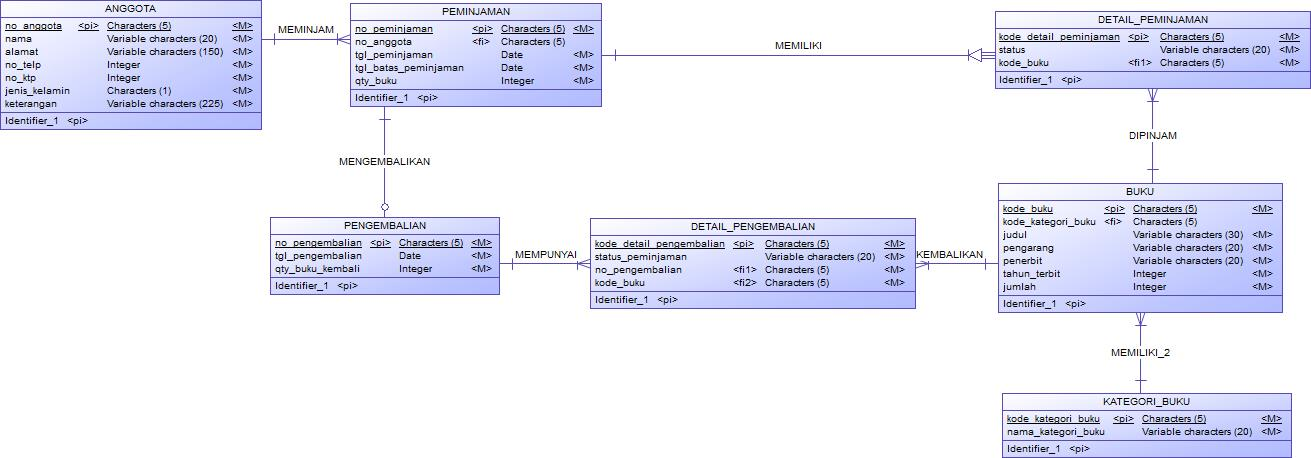 ANGGOTA
no_anggota <pi> Characters (5) <M>
nama Variable characters (20) <M>
alamat Variable characters (150) <M>
no_telp Integer <M>
no_ktp Integer <M>
jenis_kelamin Characters (1) <M>
keterangan Variable characters (225) <M>
Identifier_1 <pi>
MEMINJAM
PEMINJAMAN
no_peminjaman <pi> Characters (5) <M>
no_anggota <fi> Characters (5)
tgl_peminjaman Date <M>
tgl_batas_peminjaman Date <M>
qty_buku Integer <M>
Identifier_1 <pi>
MEMILIKI
DETAIL_PEMINJAMAN
kode_detail_peminjaman <pi> Characters (5) <M>
status Variable characters (20) <M>
kode_buku <fi1> Characters (5) <M>
Identifier_1 <pi>
MENGEMBALIKAN
DIPINJAM
PENGEMBALIAN
no_pengembalian <pi> Characters (5) <M>
tgl_pengembalian Date <M>
qty_buku_kembali Integer <M>
Identifier_1 <pi>
MEMPUNYAI
DETAIL_PENGEMBALIAN
kode_detail_pengembalian <pi> Characters (5) <M>
status_peminjaman Variable characters (20) <M>
no_pengembalian <fi1> Characters (5) <M>
kode_buku <fi2> Characters (5) <M>
Identifier_1 <pi>
KEMBALIKAN
BUKU
kode_buku <pi> Characters (5) <M>
kode_kategori_buku <fi> Characters (5)
judul Variable characters (30) <M>
pengarang Variable characters (20) <M>
penerbit Variable characters (20) <M>
tahun_terbit Integer <M>
jumlah Integer <M>
Identifier_1 <pi>
MEMILIKI_2
KATEGORI_BUKU
kode_kategori_buku <pi> Characters (5) <M>
nama_kategori_buku Variable characters (20) <M>
Identifier_1 <pi>